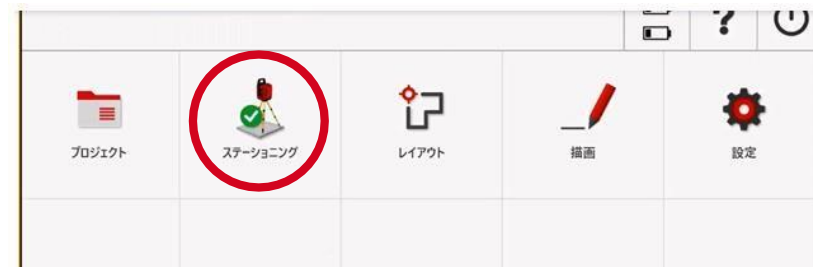 ?
プロジェクト
ステーショニング
レイアウト
描画
設定